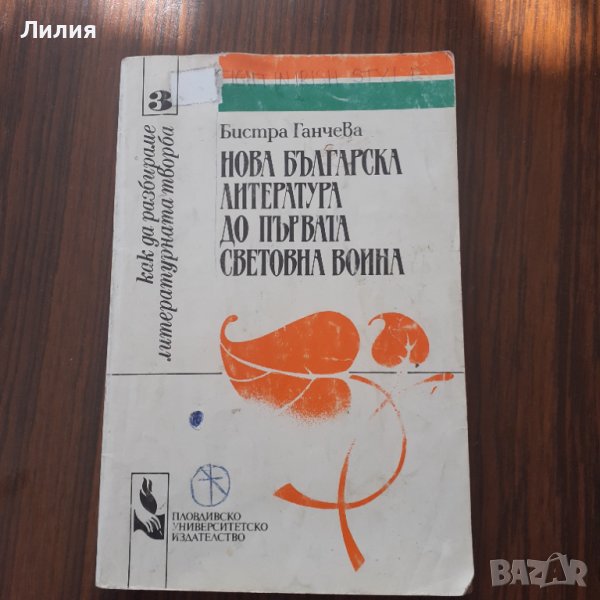 Лилия
3
как да разбираме
литературната творба
Бистра Ганчева
НОВА БЪЛГАРСКА
ЛИТЕРАТУРА
ДО ПЪРВАТА
СВЕТОВНА ВОЙНА
ПЛОВДИВСКО
УНИВЕРСИТЕТСКО
ИЗДАТЕЛСТВО
BAZAR